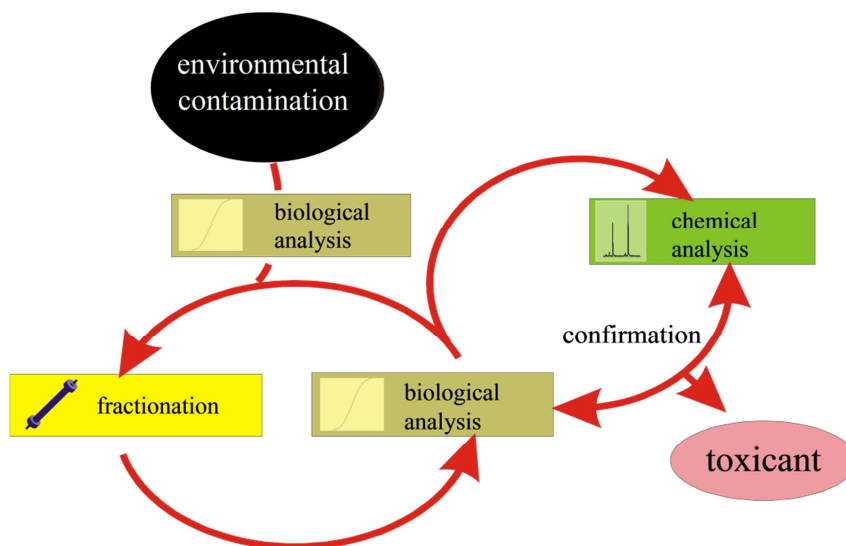 environmental
contamination
biological
analysis
chemical
analysis
confirmation
fractionation
biological
analysis
toxicant